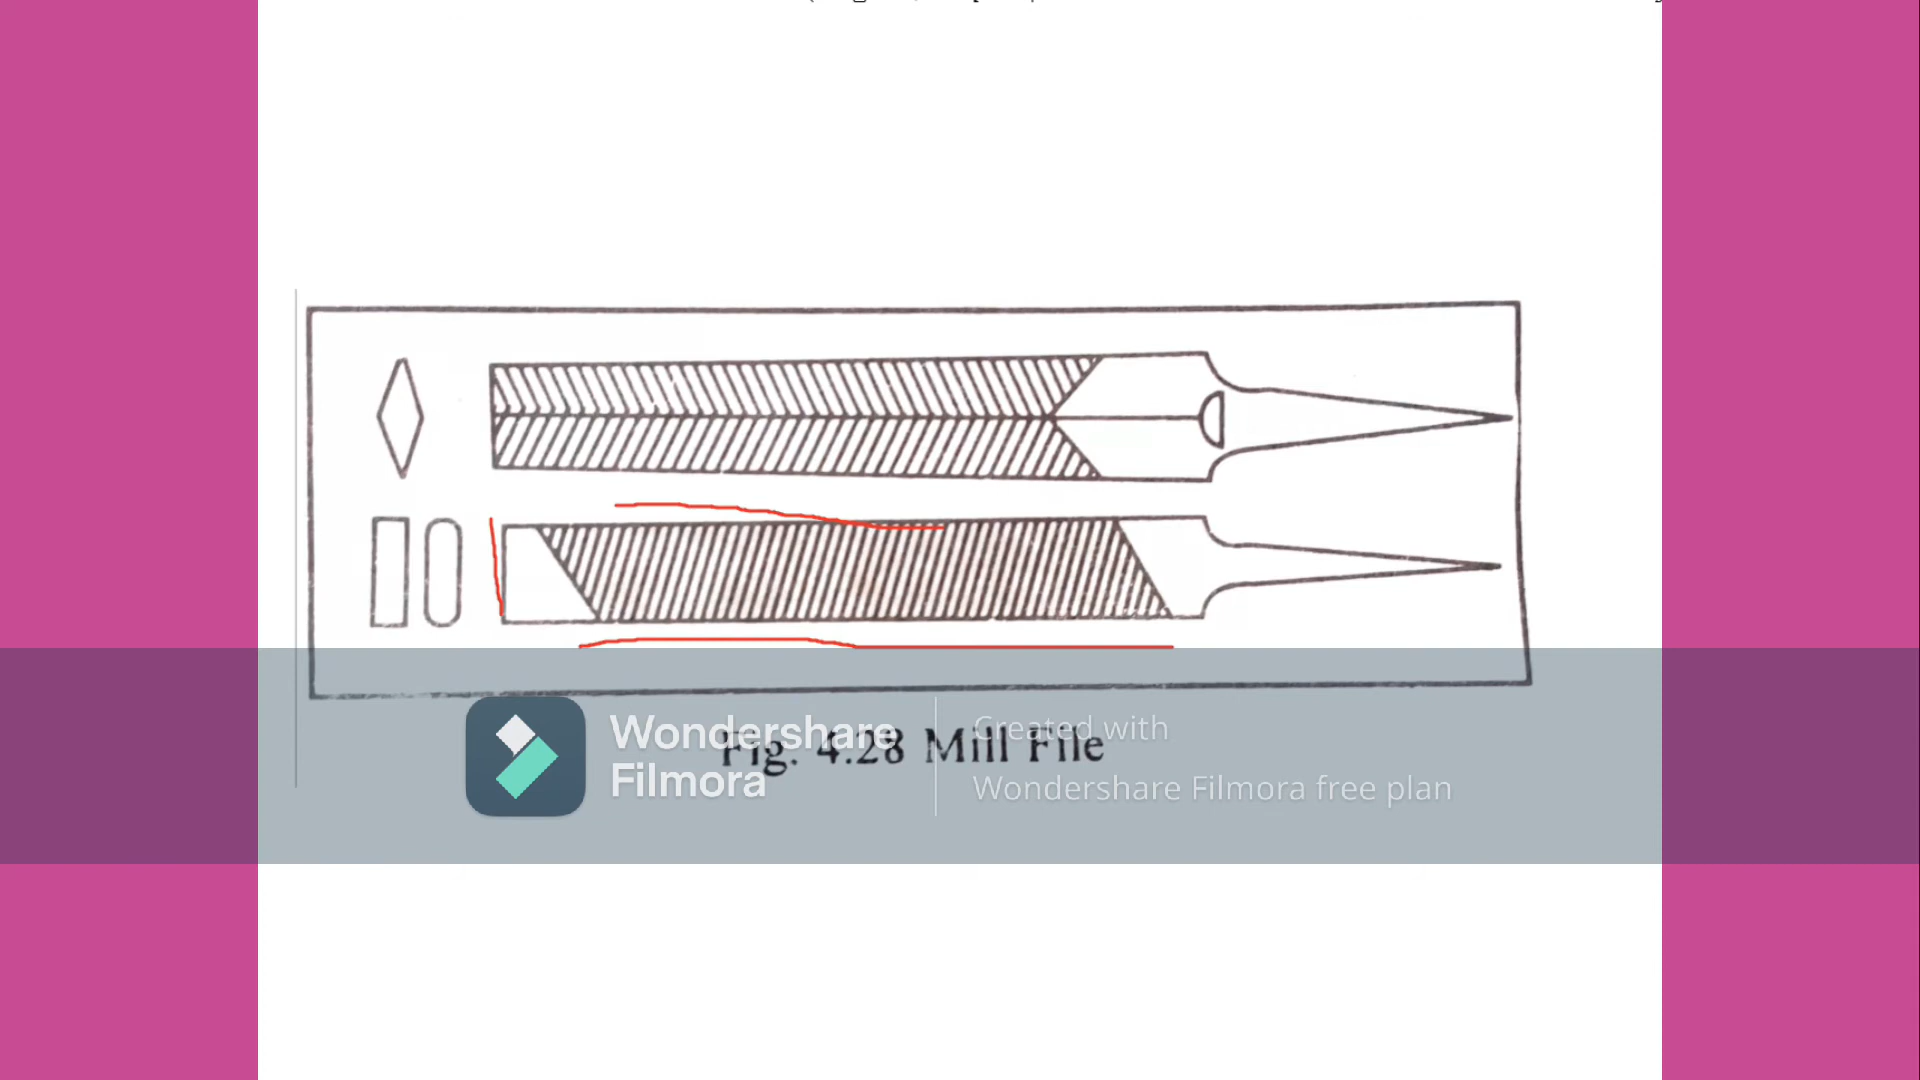 Fig. 4.28 Mill File
Wondershare
Filmora
Created with
Wondershare Filmora free plan